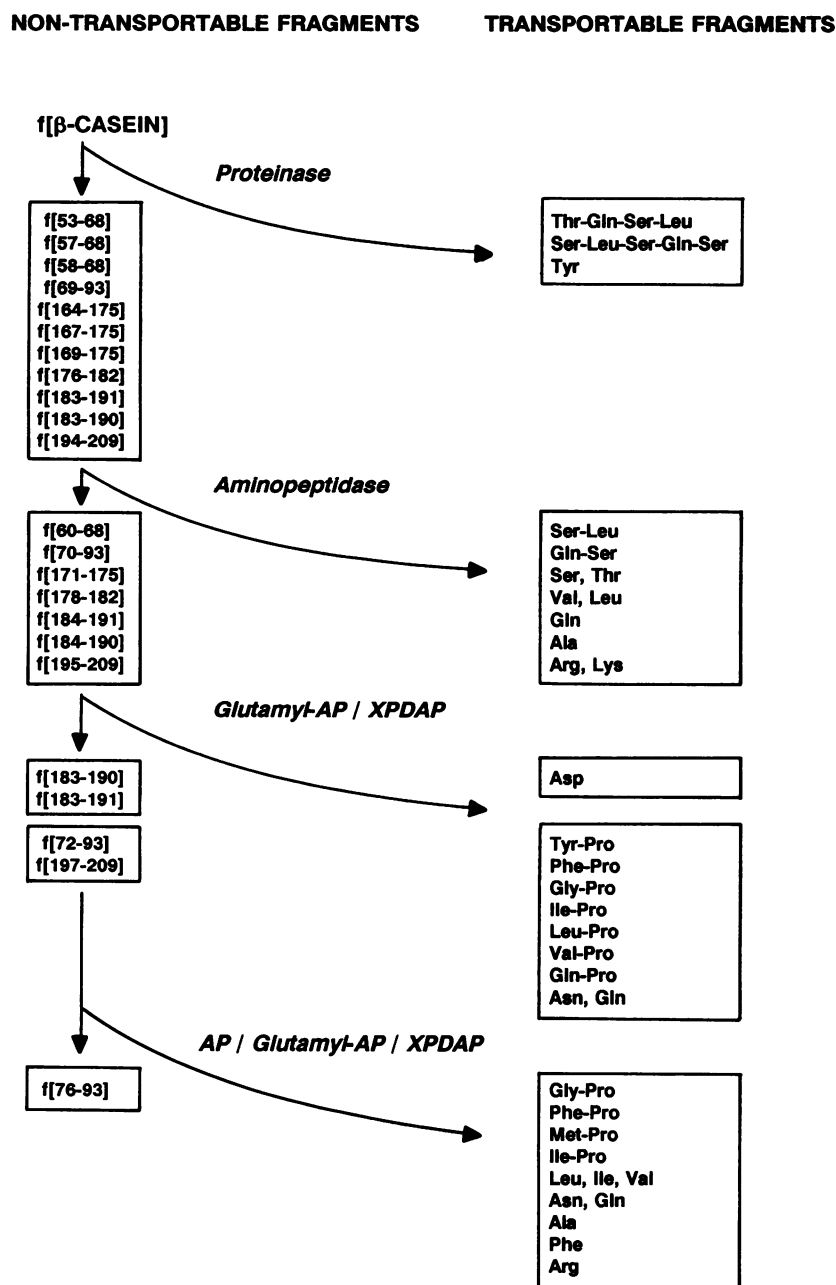 NON-TRANSPORTABLE FRAGMENTS
TRANSPORTABLE FRAGMENTS
f[β-CASEIN]
Proteinase
f[53-68]
f[57-68]
f[58-68]
f[69-93]
f[164-175]
f[167-175]
f[169-175]
f[176-182]
f[183-191]
f[183-190]
f[194-209]
Thr-Gln-Ser-Leu
Ser-Leu-Ser-Gln-Ser
Tyr
Aminopeptidase
f[60-68]
f[70-93]
f[171-175]
f[178-182]
f[184-191]
f[184-190]
f[195-209]
Ser-Leu
Gln-Ser
Ser, Thr
Val, Leu
Gln
Ala
Arg, Lys
Glutamyl-AP / XPDAP
f[183-190]
f[183-191]
Asp
f[72-93]
f[197-209]
Tyr-Pro
Phe-Pro
Gly-Pro
Ile-Pro
Leu-Pro
Val-Pro
Gln-Pro
Asn, Gln
AP / Glutamyl-AP / XPDAP
f[76-93]
Gly-Pro
Phe-Pro
Met-Pro
Ile-Pro
Leu, Ile, Val
Asn, Gln
Ala
Phe
Arg